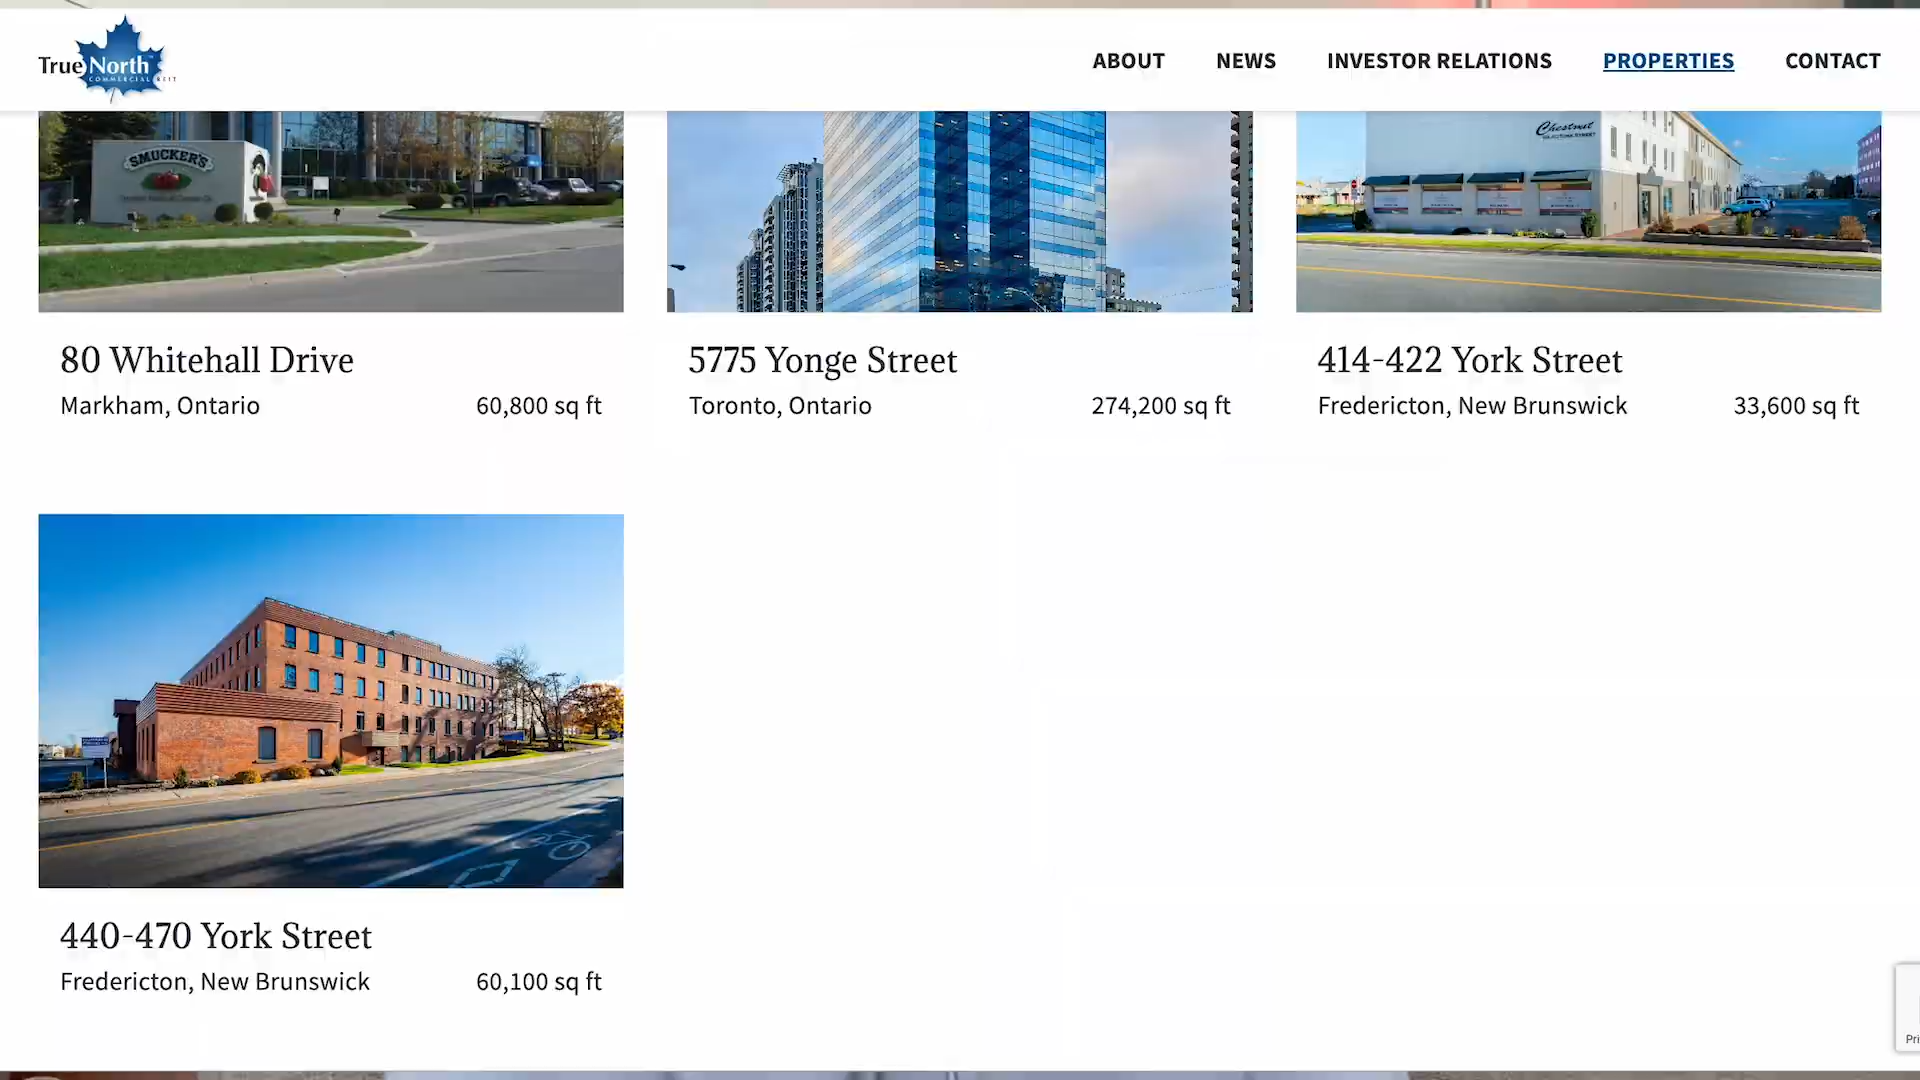 True North
COMMERCIAL REIT
ABOUT
NEWS
INVESTOR RELATIONS
PROPERTIES
CONTACT
SMUCKER'S
Chestnut
80 Whitehall Drive
Markham, Ontario
60,800 sq ft
5775 Yonge Street
Toronto, Ontario
274,200 sq ft
414-422 York Street
Fredericton, New Brunswick
33,600 sq ft
440-470 York Street
Fredericton, New Brunswick
60,100 sq ft